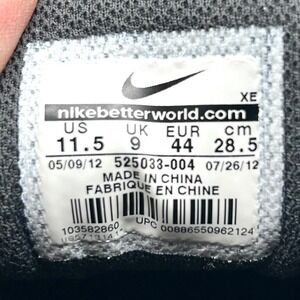 XE
nikebetterworld.com
US UK EUR cm
11.5 9 44 28.5
05/09/12 525033-004 07/26/12
MADE IN CHINA
FABRIQUE EN CHINE
103582860 UPC 00886550962124